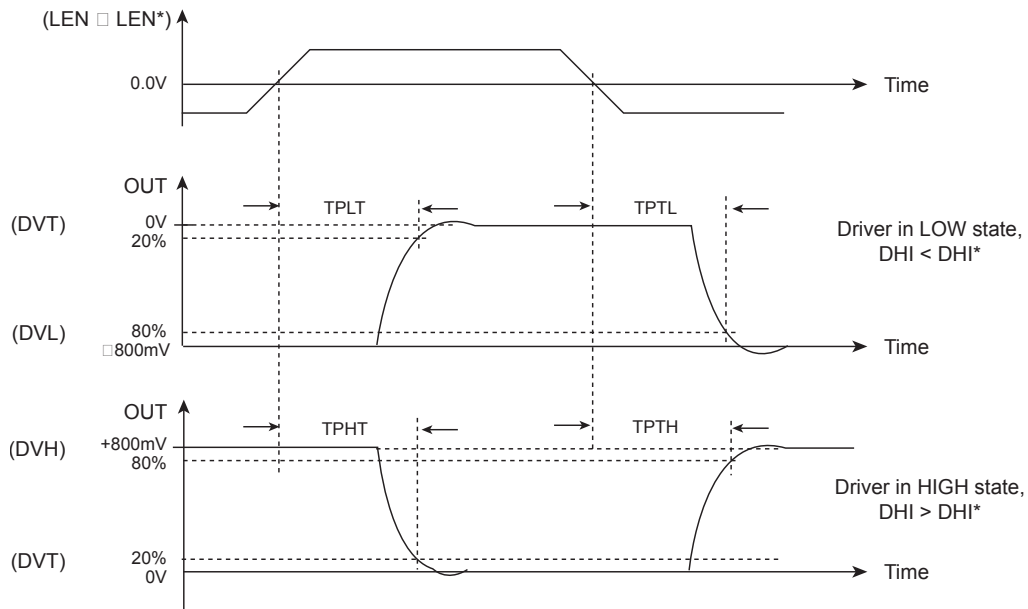 (LEN □ LEN*)
0.0V
Time
OUT
(DVT)
0V
20%
TPLT
TPTL
Driver in LOW state,
DHI < DHI*
(DVL)
80%
□800mV
Time
OUT
(DVH)
+800mV
80%
TPHT
TPTH
Driver in HIGH state,
DHI > DHI*
(DVT)
20%
0V
Time